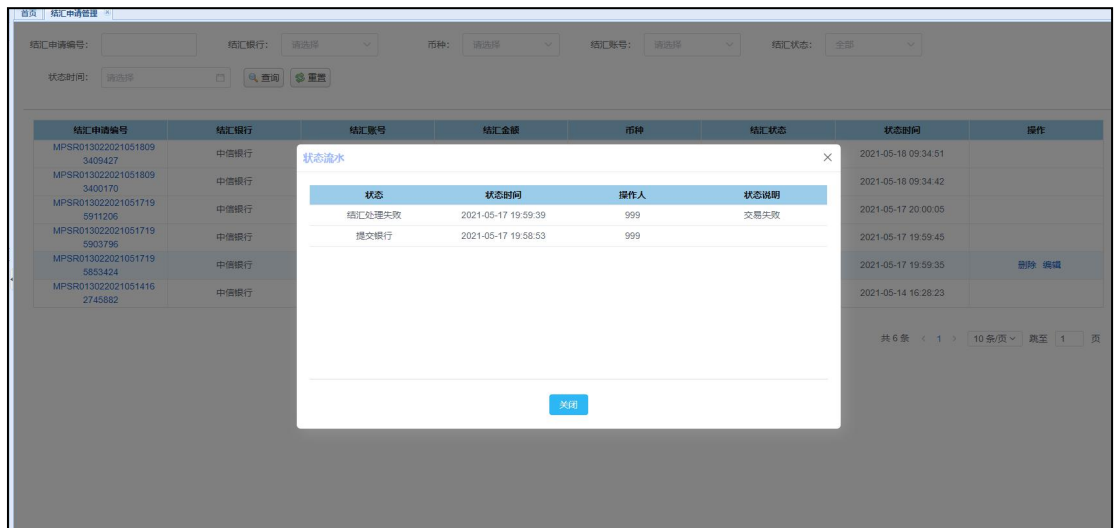 首页 结汇申请管理
结汇申请编号： 结汇银行： 请选择 币种： 请选择 结汇账号： 请选择 结汇状态： 全部
状态时间： 请选择 查询 重置
结汇申请编号 结汇银行 结汇账号 结汇金额 币种 结汇状态 状态时间 操作
MPSR013022021051809
3409427
中信银行 2021-05-18 09:34:51
MPSR013022021051809
3400170
中信银行 2021-05-18 09:34:42
MPSR013022021051719
5911206
中信银行 2021-05-17 20:00:05
MPSR013022021051719
5903796
中信银行 2021-05-17 19:59:45
MPSR013022021051719
5853424
中信银行 2021-05-17 19:59:35 删除 编辑
MPSR013022021051416
2745882
中信银行 2021-05-14 16:28:23
共 6 条 < 1 > 10 条/页 跳至 1 页
状态流水 ×
状态 状态时间 操作人 状态说明
结汇处理失败 2021-05-17 19:59:39 999 交易失败
提交银行 2021-05-17 19:58:53 999
关闭